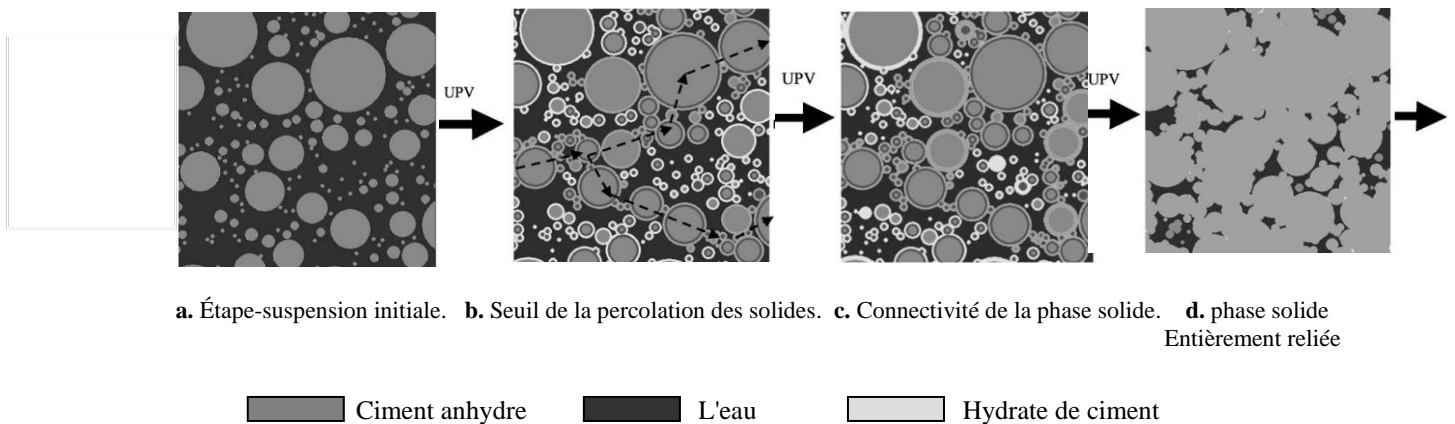 UPV
UPV
UPV
a. Étape-suspension initiale. b. Seuil de la percolation des solides. c. Connectivité de la phase solide. d. phase solide
Entièrement reliée
Ciment anhydre L'eau Hydrate de ciment